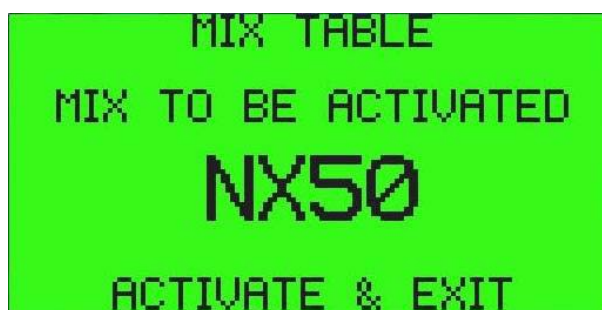 MIX TABLE
MIX TO BE ACTIVATED
NX50
ACTIVATE & EXIT